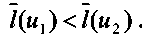 l̄(u₁) < l̄(u₂) .